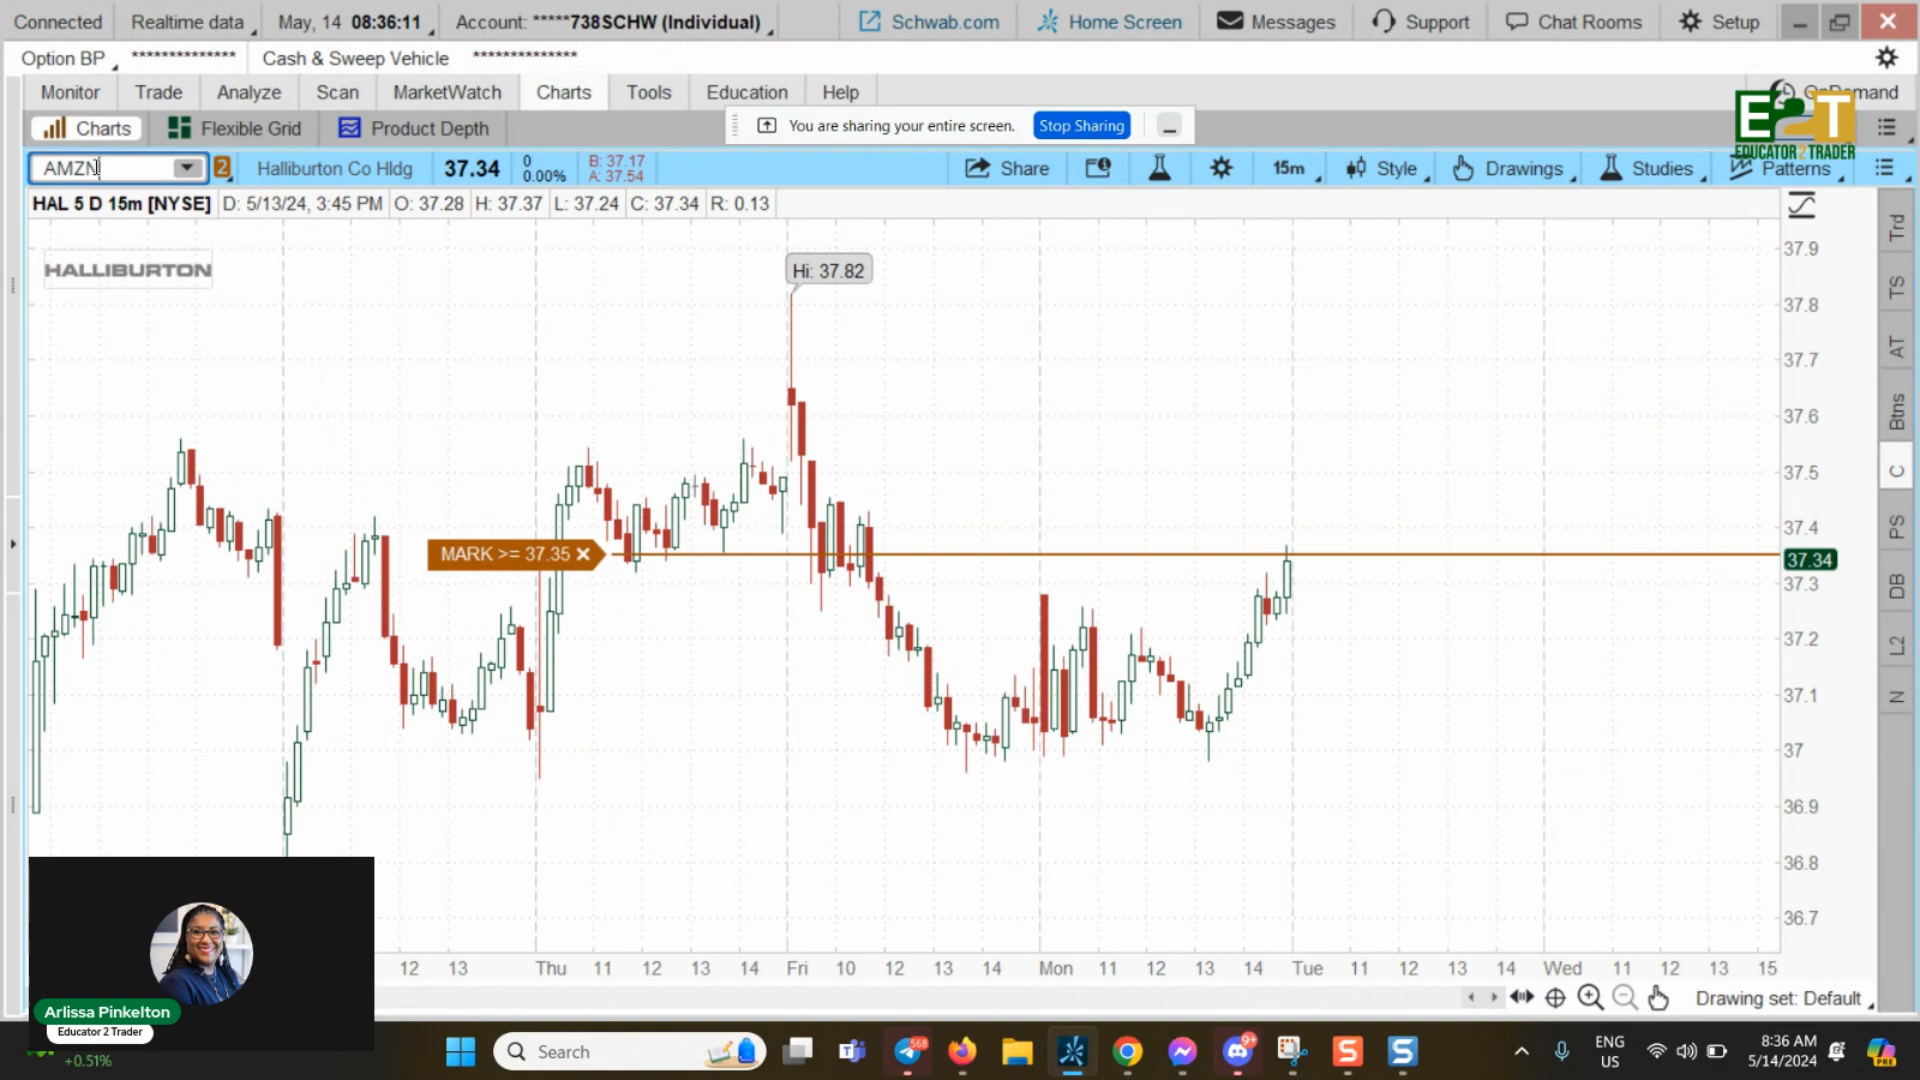 Connected Realtime data May, 14 08:36:11 Account: *****738SCHW (Individual) Schwab.com Home Screen Messages Support Chat Rooms Setup
Option BP ************** Cash & Sweep Vehicle **************
Monitor Trade Analyze Scan MarketWatch Charts Tools Education Help OnDemand
Charts Flexible Grid Product Depth You are sharing your entire screen. Stop Sharing
E2T
EDUCATOR2TRADER
AMZN 2 Halliburton Co Hldg 37.34 0 0.00% B: 37.17 A: 37.54 Share 15m Style Drawings Studies Patterns
HAL 5 D 15m [NYSE] D: 5/13/24, 3:45 PM O: 37.28 H: 37.37 L: 37.24 C: 37.34 R: 0.13
HALLIBURTON
Hi: 37.82
MARK >= 37.35
37.9
37.8
37.7
37.6
37.5
37.4
37.34
37.3
37.2
37.1
37
36.9
36.8
36.7
Trd
TS
AT
Btns
C
PS
DB
L2
N
12 13 Thu 11 12 13 14 Fri 10 12 13 14 Mon 11 12 13 14 Tue 11 12 13 14 Wed 11 12 13 15
Drawing set: Default
Arlissa Pinkelton
Educator 2 Trader
+0.51%
Search
568
9+
ENG
US
8:36 AM
5/14/2024
PRE